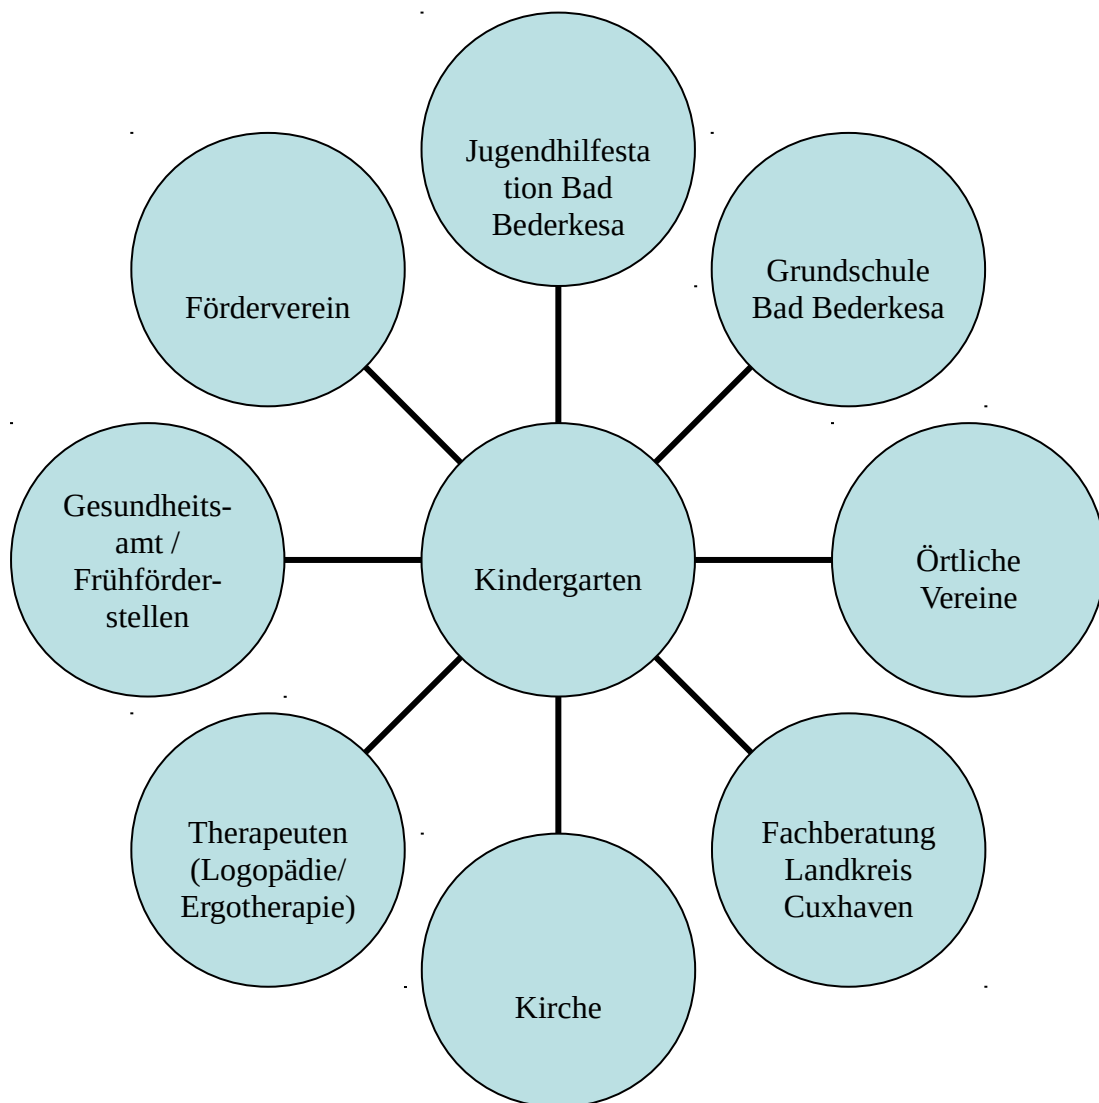 Jugendhilfesta
tion Bad
Bederkesa
Grundschule
Bad Bederkesa
Förderverein
Gesundheits-
amt /
Frühförder-
stellen
Kindergarten
Örtliche
Vereine
Therapeuten
(Logopädie/
Ergotherapie)
Fachberatung
Landkreis
Cuxhaven
Kirche